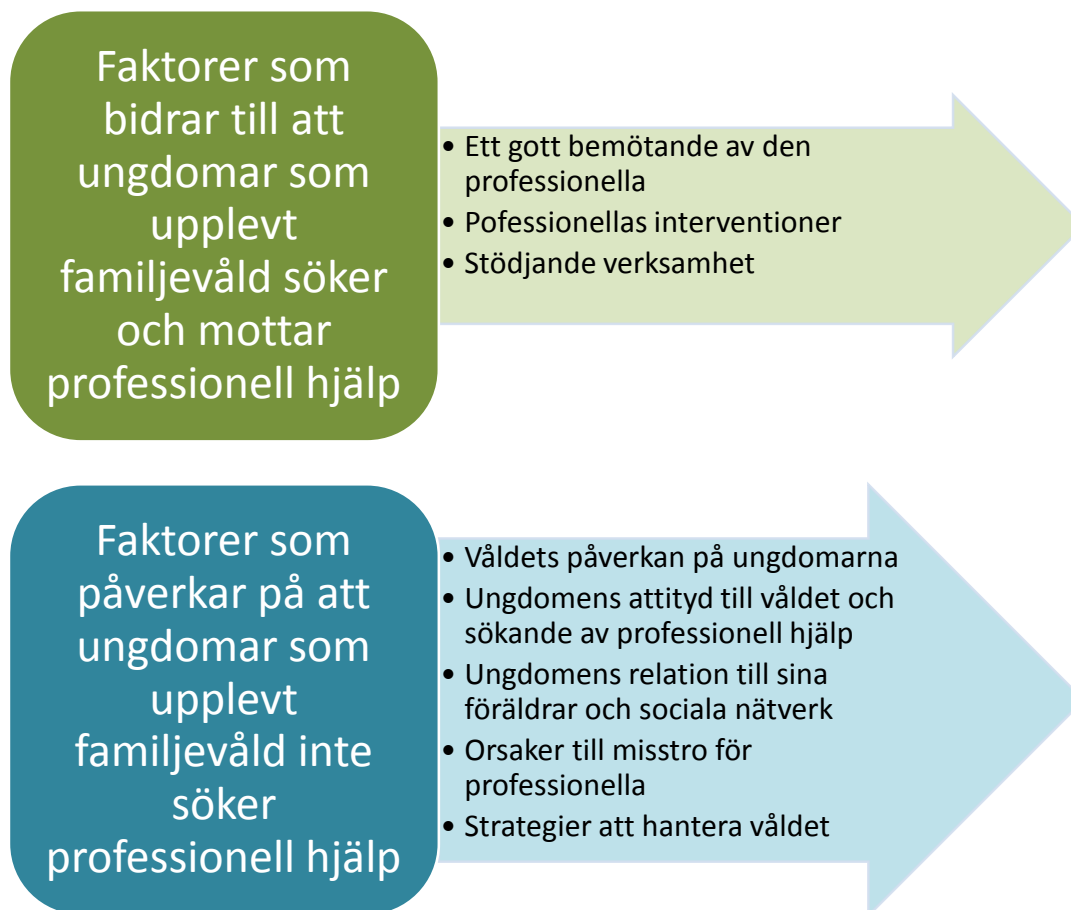 Faktorer som
bidrar till att
ungdomar som
upplevt
familjevåld söker
och mottar
professionell hjälp
• Ett gott bemötande av den
professionella
• Pofessionellas interventioner
• Stödjande verksamhet
Faktorer som
påverkar på att
ungdomar som
upplevt
familjevåld inte
söker
professionell hjälp
• Våldets påverkan på ungdomarna
• Ungdomens attityd till våldet och
sökande av professionell hjälp
• Ungdomens relation till sina
föräldrar och sociala nätverk
• Orsaker till misstro för
professionella
• Strategier att hantera våldet